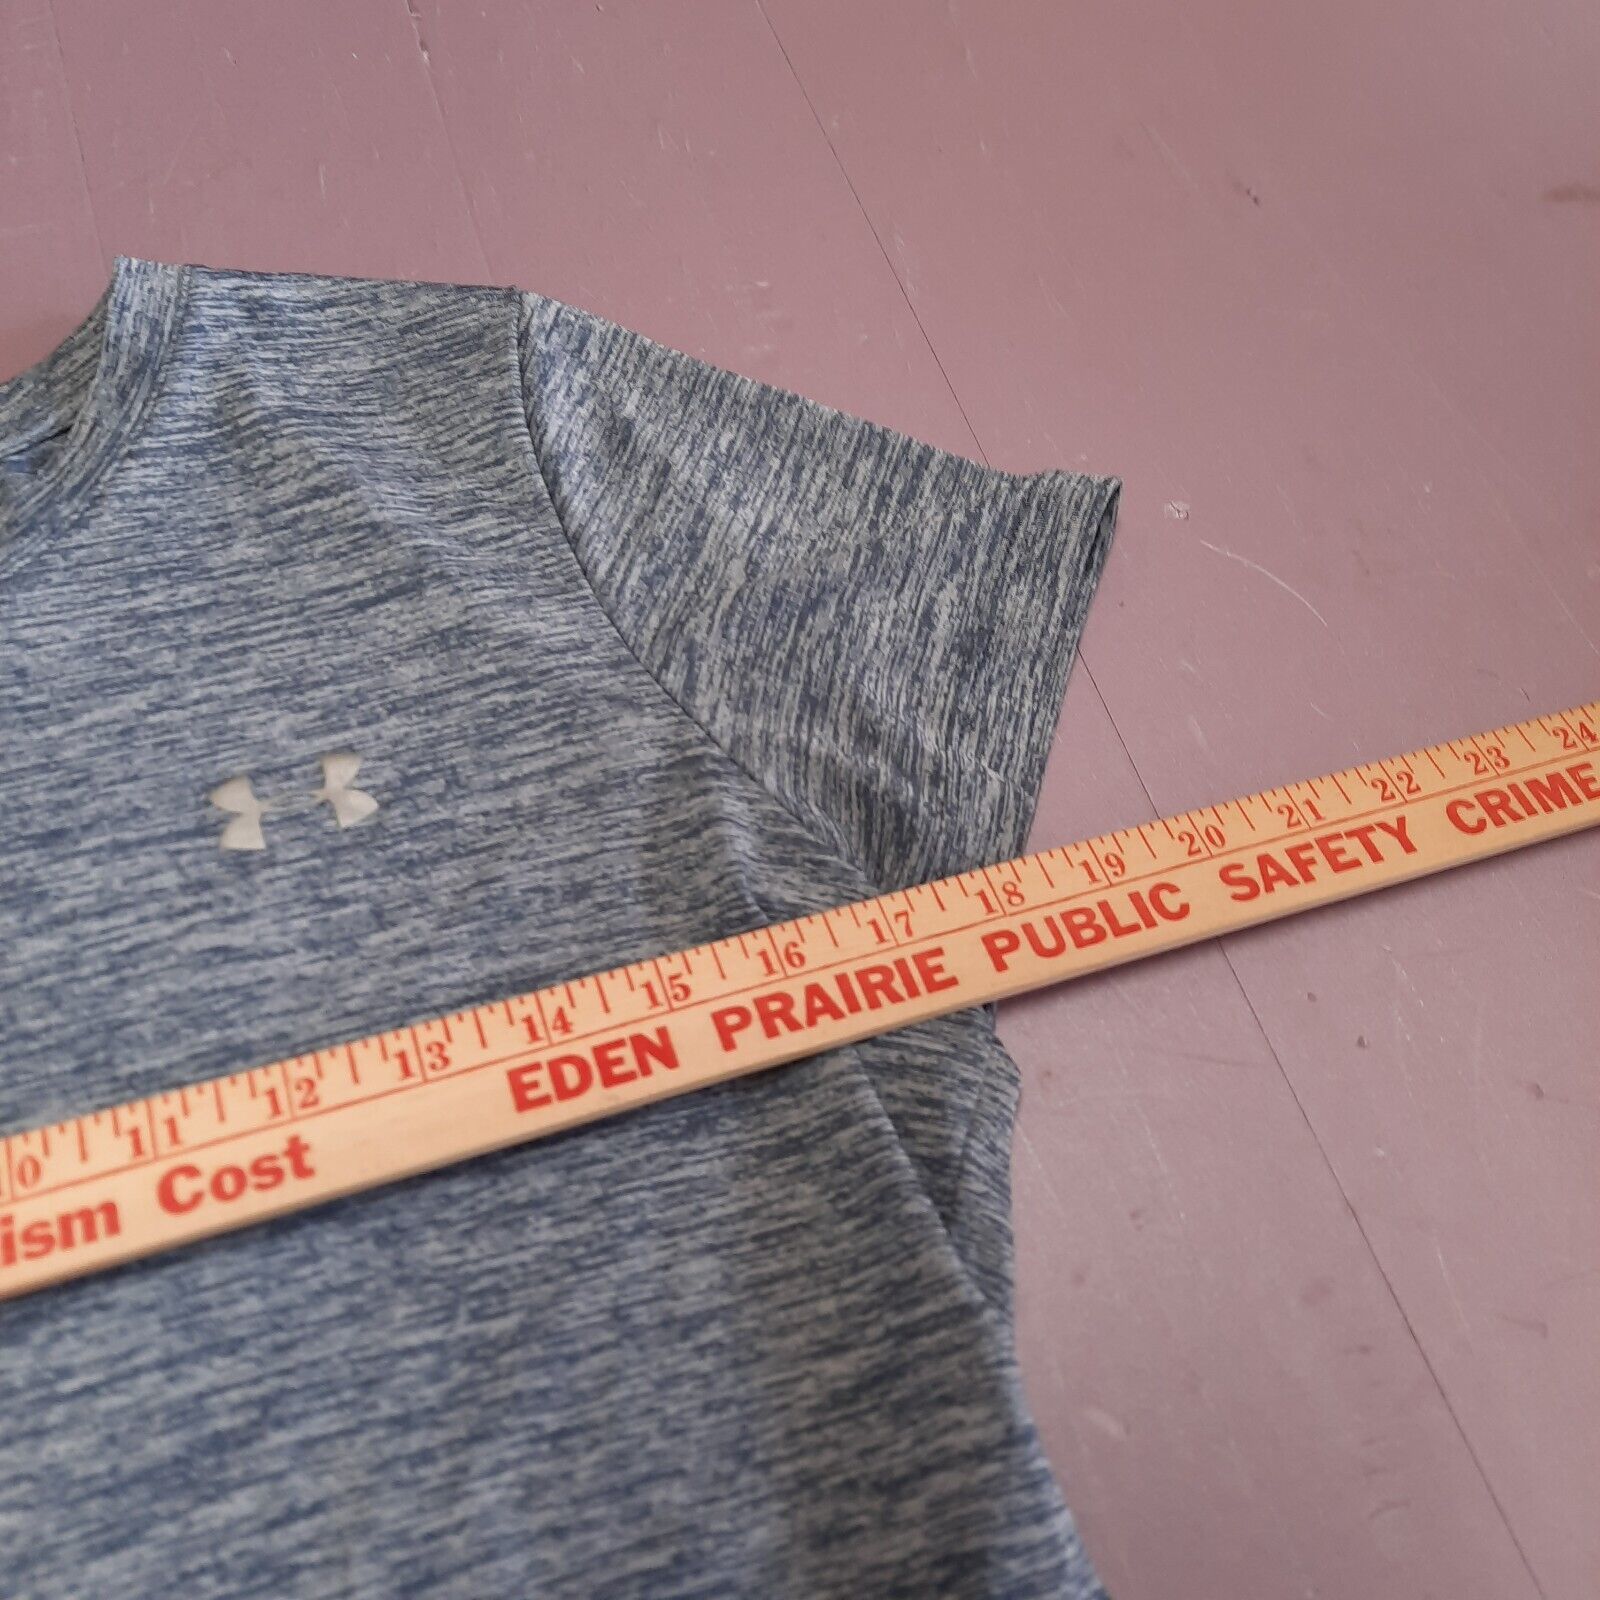 0 11 12 13 14 15 16 17 18 19 20 21 22 23 24
ism Cost EDEN PRAIRIE PUBLIC SAFETY CRIME